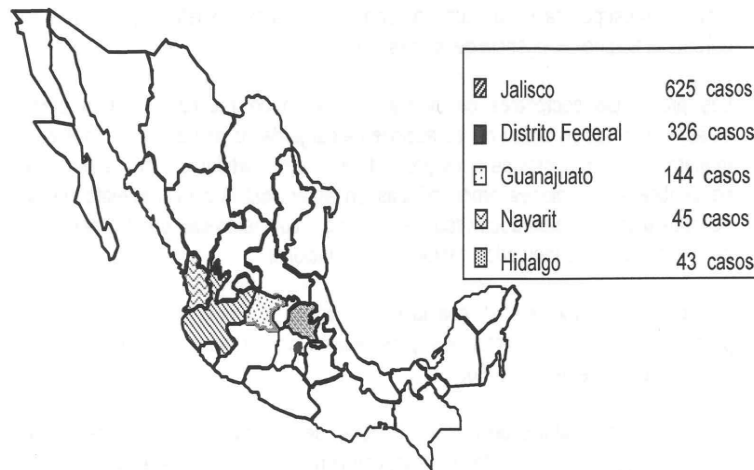 Jalisco 625 casos
Distrito Federal 326 casos
Guanajuato 144 casos
Nayarit 45 casos
Hidalgo 43 casos